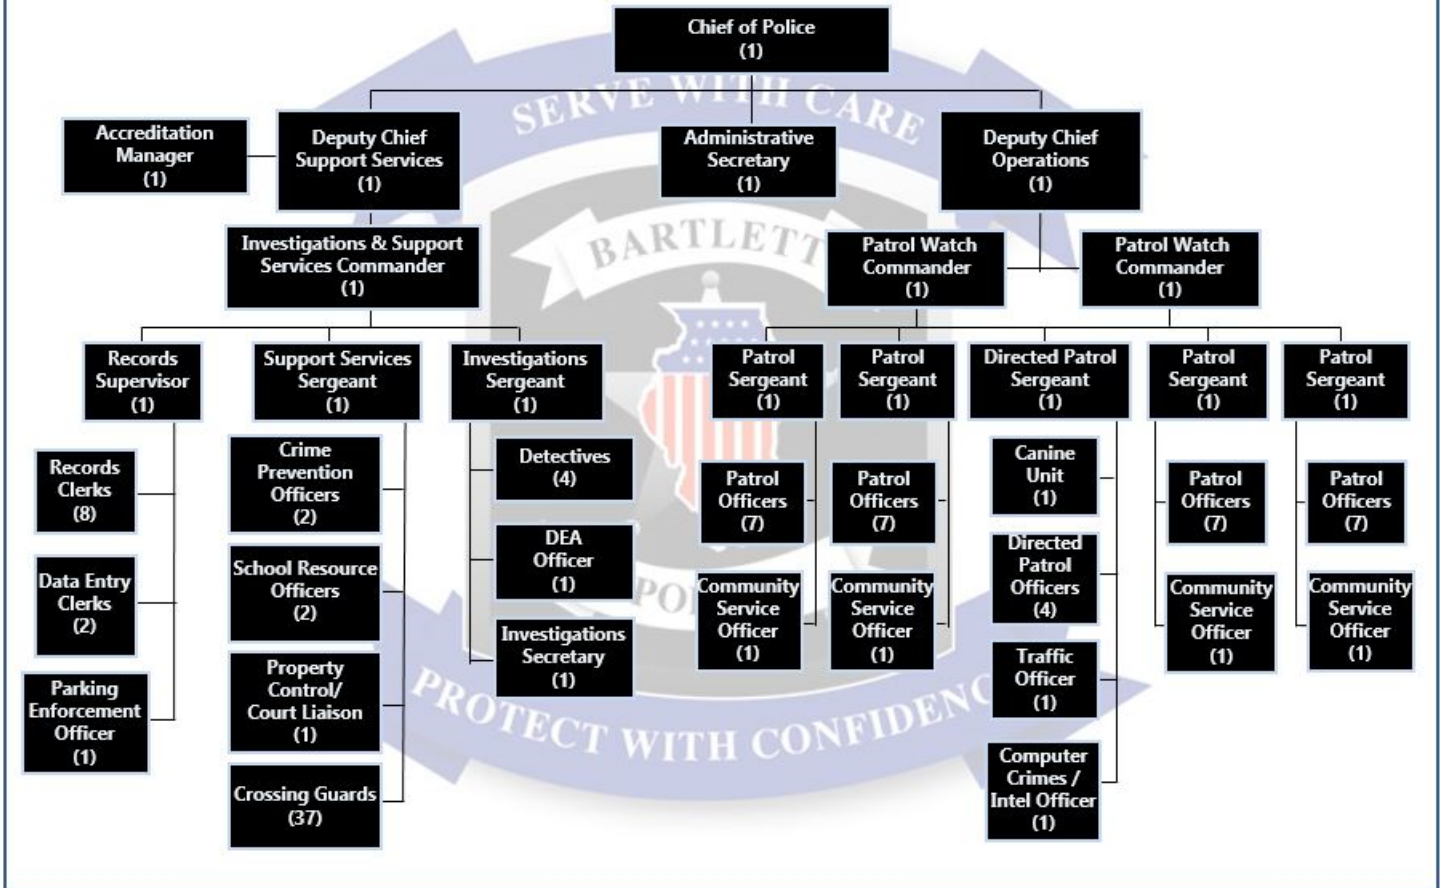 Chief of Police
(1)
SERVE WITH CARE
Accreditation
Manager
(1)
Deputy Chief
Support Services
(1)
Administrative
Secretary
(1)
Deputy Chief
Operations
(1)
BARTLETT
Investigations & Support
Services Commander
(1)
Patrol Watch
Commander
(1)
Patrol Watch
Commander
(1)
Records
Supervisor
(1)
Support Services
Sergeant
(1)
Investigations
Sergeant
(1)
Patrol
Sergeant
(1)
Patrol
Sergeant
(1)
Directed Patrol
Sergeant
(1)
Patrol
Sergeant
(1)
Patrol
Sergeant
(1)
Records
Clerks
(8)
Data Entry
Clerks
(2)
Parking
Enforcement
Officer
(1)
Crime
Prevention
Officers
(2)
School Resource
Officers
(2)
Property
Control/
Court Liaison
(1)
Crossing Guards
(37)
Detectives
(4)
DEA
Officer
(1)
Investigations
Secretary
(1)
Patrol
Officers
(7)
Community
Service
Officer
(1)
Patrol
Officers
(7)
Community
Service
Officer
(1)
Canine
Unit
(1)
Directed
Patrol
Officers
(4)
Traffic
Officer
(1)
Computer
Crimes /
Intel Officer
(1)
Patrol
Officers
(7)
Community
Service
Officer
(1)
Patrol
Officers
(7)
Community
Service
Officer
(1)
PROTECT WITH